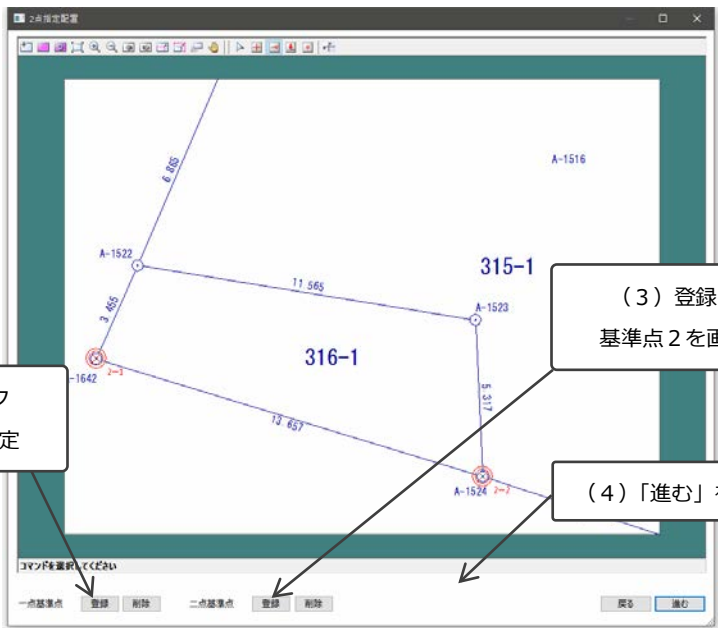 2点指定配置
A-1516
6.865
A-1522
11.565
315-1
（３）登録
基準点２を画
A-1523
3.455
316-1
-1642
2-1
5.317
ク
定
13.657
A-1524
2-2
（４）「進む」を
コマンドを選択してください
一点基準点
登録
削除
二点基準点
登録
削除
戻る
進む